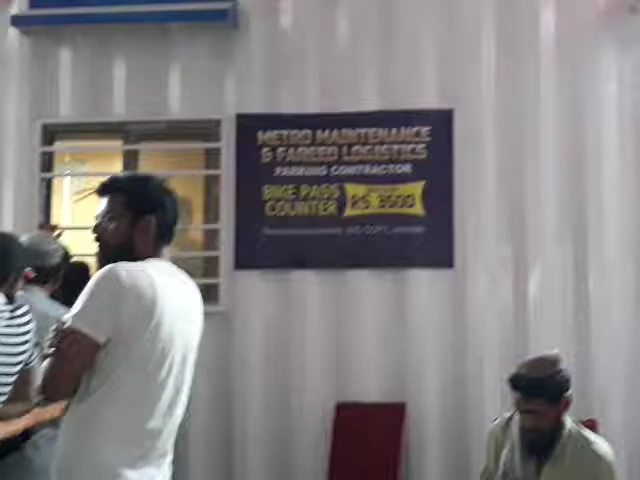 METRO MAINTENANCE
& FAREED LOGISTICS
PARKING CONTRACTOR
BIKE PASS
COUNTER
RS. 3500